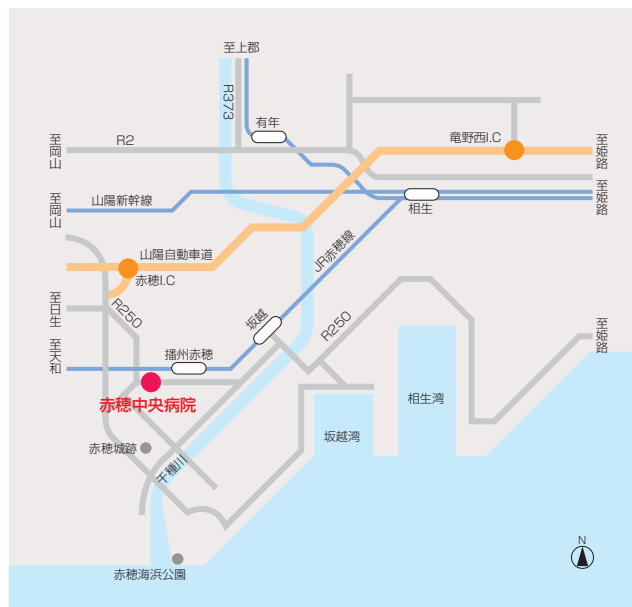 至上郡
R373
有年
竜野西I.C
至岡山
R2
至姫路
至岡山
山陽新幹線
相生
至姫路
JR赤穂線
山陽自動車道
赤穂I.C
至日生
R250
坂越
R250
至姫路
至天和
播州赤穂
赤穂中央病院
相生湾
坂越湾
赤穂城跡
千種川
N
赤穂海浜公園